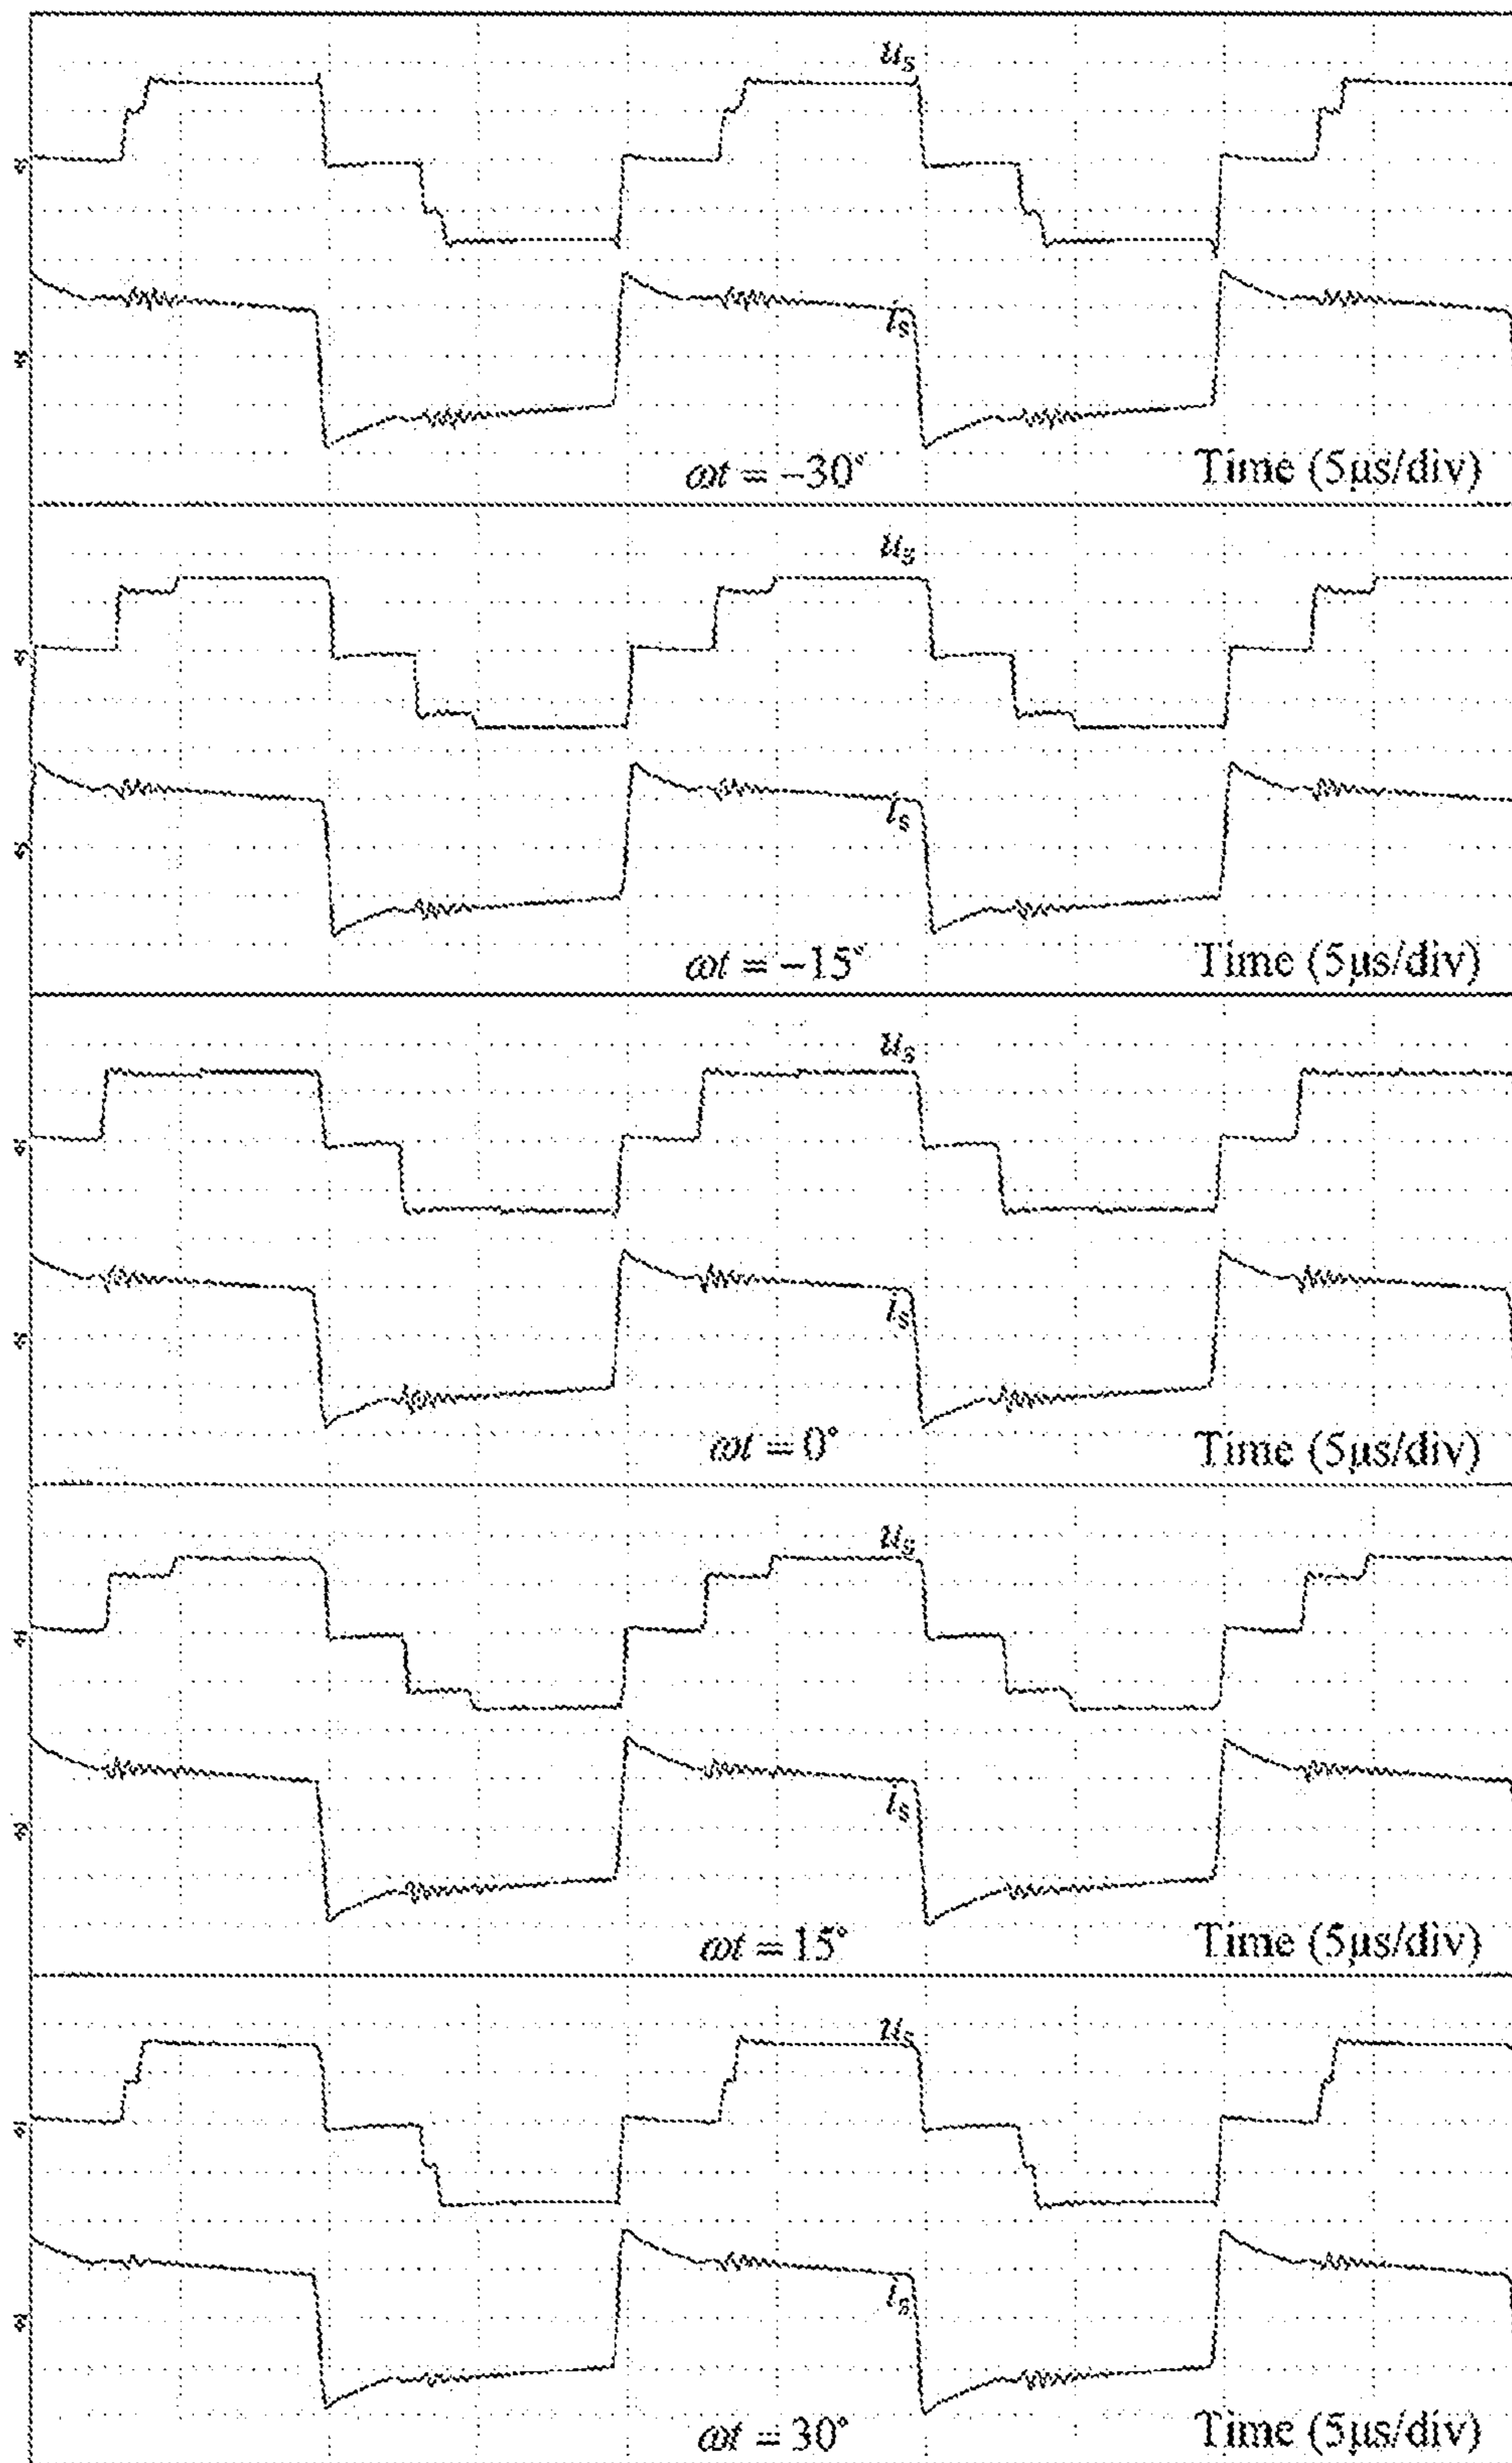 u_s
i_s
ωt = −30° Time (5μs/div)
u_s
i_s
ωt = −15° Time (5μs/div)
u_s
i_s
ωt = 0° Time (5μs/div)
u_s
i_s
ωt = 15° Time (5μs/div)
u_s
i_s
ωt = 30° Time (5μs/div)